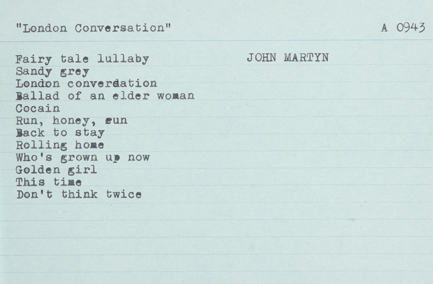 "London Conversation" A 0943
Fairy tale lullaby JOHN MARTYN
Sandy grey
London conversation
Ballad of an elder woman
Cocain
Run, honey, run
Back to stay
Rolling home
Who's grown up now
Golden girl
This time
Don't think twice